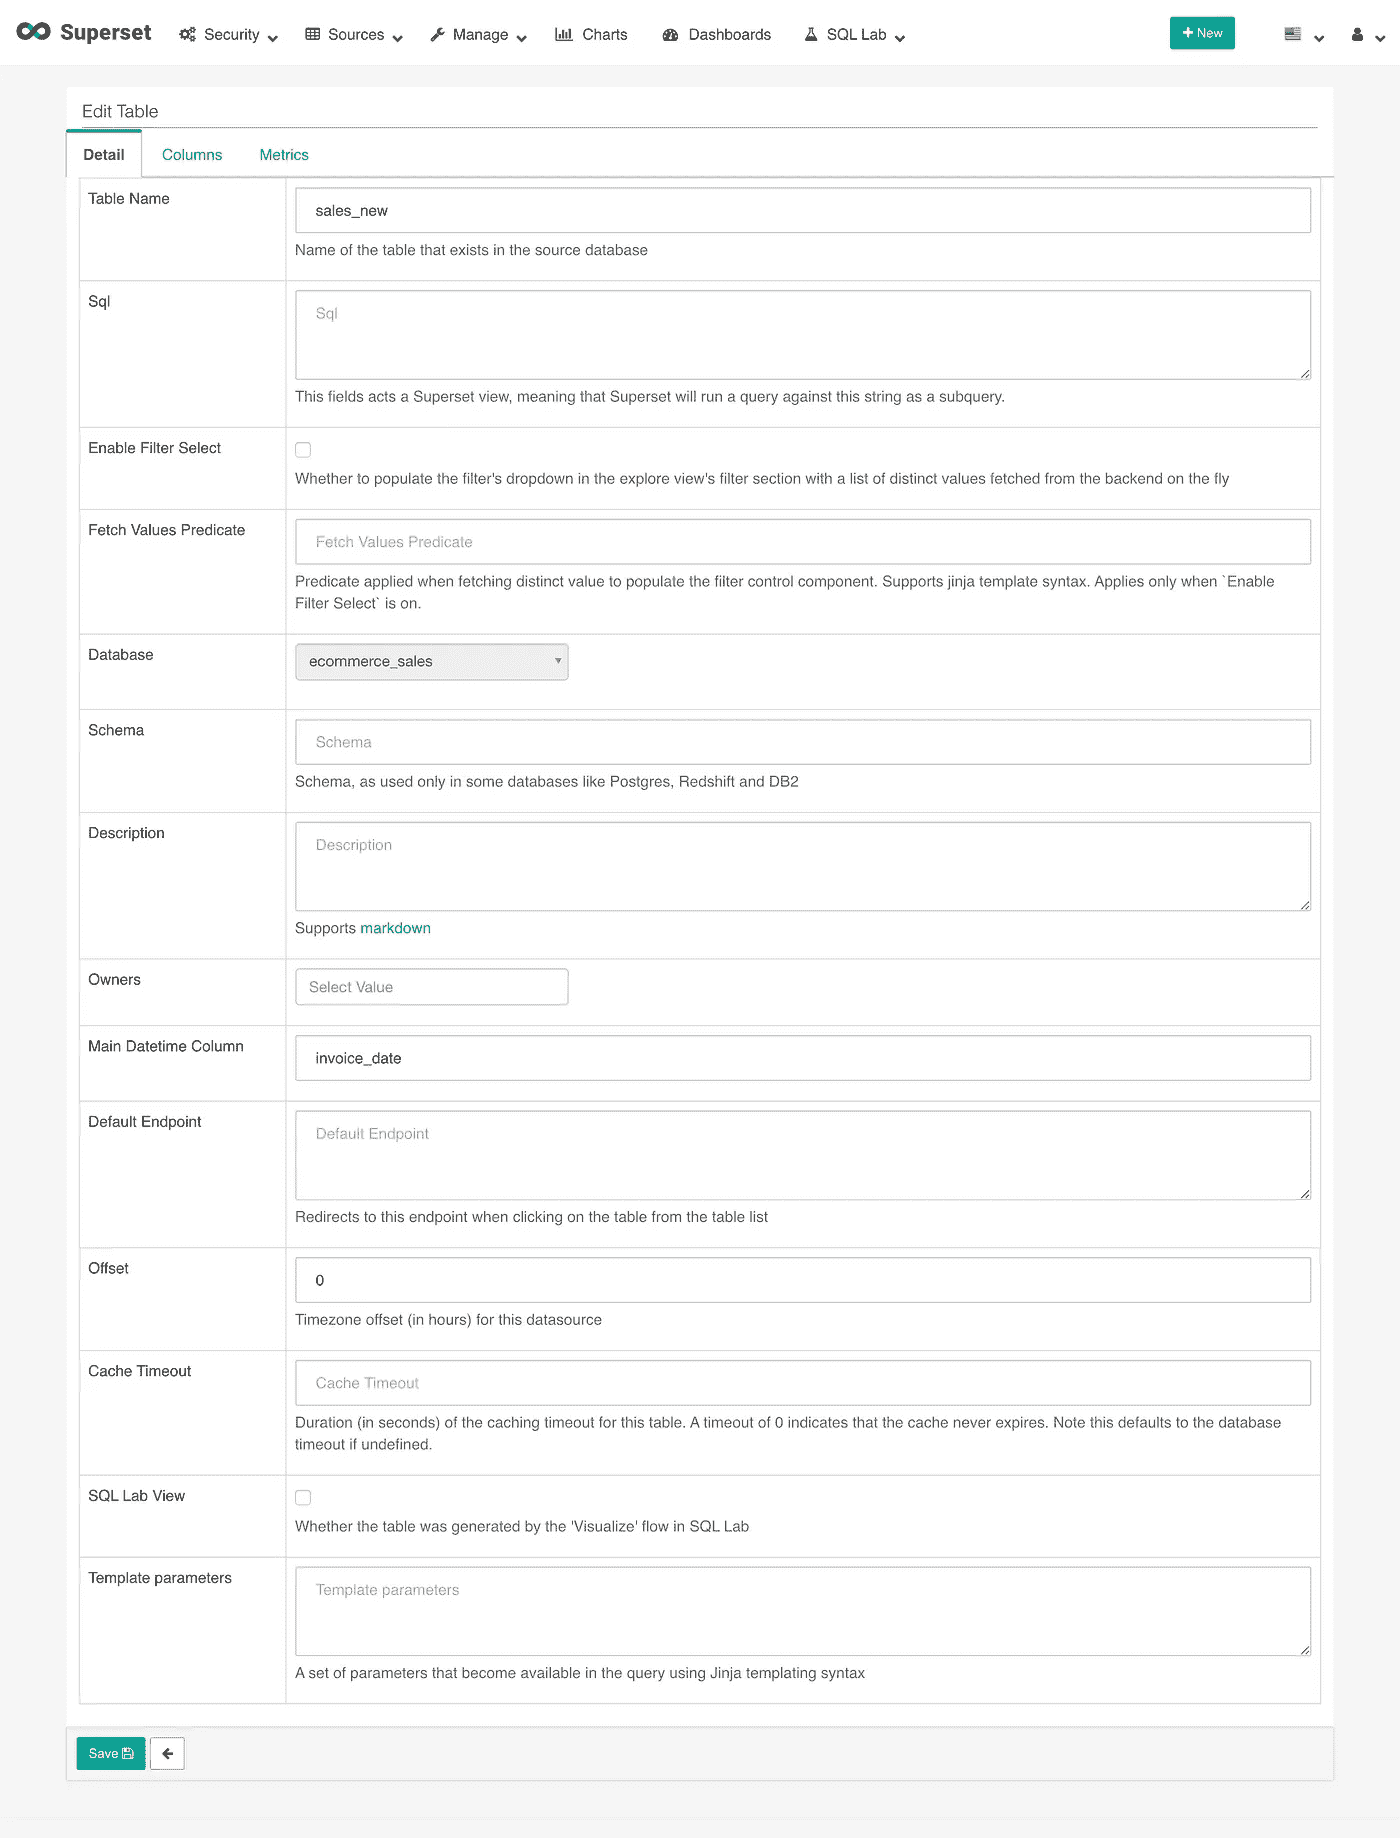 Superset Security Sources Manage Charts Dashboards SQL Lab + New
Edit Table
Detail Columns Metrics
Table Name
sales_new
Name of the table that exists in the source database
Sql
Sql
This fields acts a Superset view, meaning that Superset will run a query against this string as a subquery.
Enable Filter Select
Whether to populate the filter's dropdown in the explore view's filter section with a list of distinct values fetched from the backend on the fly
Fetch Values Predicate
Fetch Values Predicate
Predicate applied when fetching distinct value to populate the filter control component. Supports jinja template syntax. Applies only when `Enable
Filter Select` is on.
Database
ecommerce_sales
Schema
Schema
Schema, as used only in some databases like Postgres, Redshift and DB2
Description
Description
Supports markdown
Owners
Select Value
Main Datetime Column
invoice_date
Default Endpoint
Default Endpoint
Redirects to this endpoint when clicking on the table from the table list
Offset
0
Timezone offset (in hours) for this datasource
Cache Timeout
Cache Timeout
Duration (in seconds) of the caching timeout for this table. A timeout of 0 indicates that the cache never expires. Note this defaults to the database
timeout if undefined.
SQL Lab View
Whether the table was generated by the 'Visualize' flow in SQL Lab
Template parameters
Template parameters
A set of parameters that become available in the query using Jinja templating syntax
Save